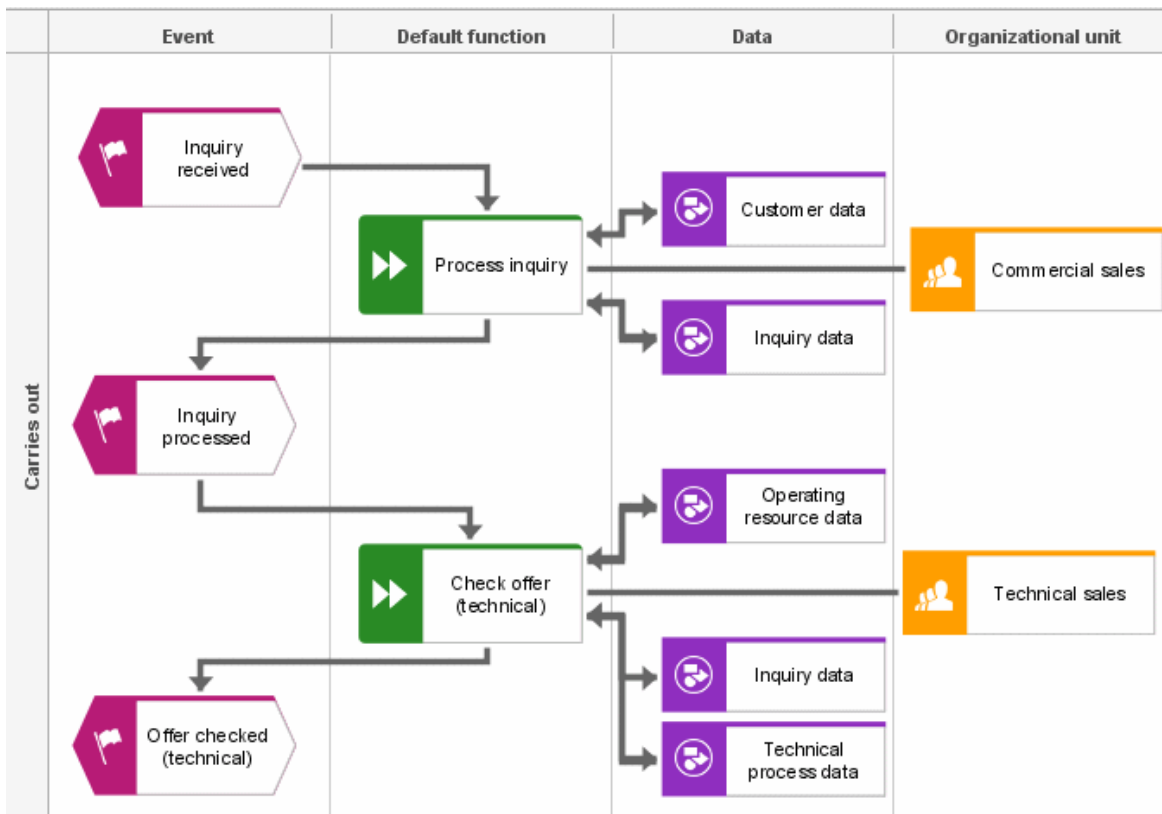 Event
Default function
Data
Organizational unit
Carries out
Inquiry
received
Customer data
Process inquiry
Commercial sales
Inquiry data
Inquiry
processed
Operating
resource data
Check offer
(technical)
Technical sales
Inquiry data
Offer checked
(technical)
Technical
process data